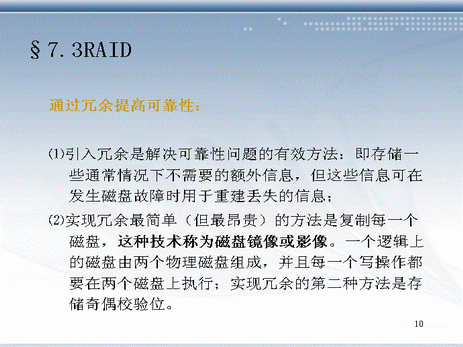 §7.3RAID
通过冗余提高可靠性：
⑴引入冗余是解决可靠性问题的有效方法：即存储一
些通常情况下不需要的额外信息，但这些信息可在
发生磁盘故障时用于重建丢失的信息；
⑵实现冗余最简单（但最昂贵）的方法是复制每一个
磁盘，这种技术称为磁盘镜像或影像。一个逻辑上
的磁盘由两个物理磁盘组成，并且每一个写操作都
要在两个磁盘上执行；实现冗余的第二种方法是存
储奇偶校验位。
10